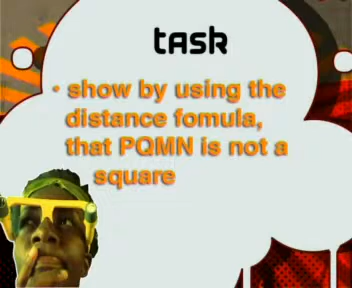 task
• show by using the
distance fomula,
that PQMN is not a
square